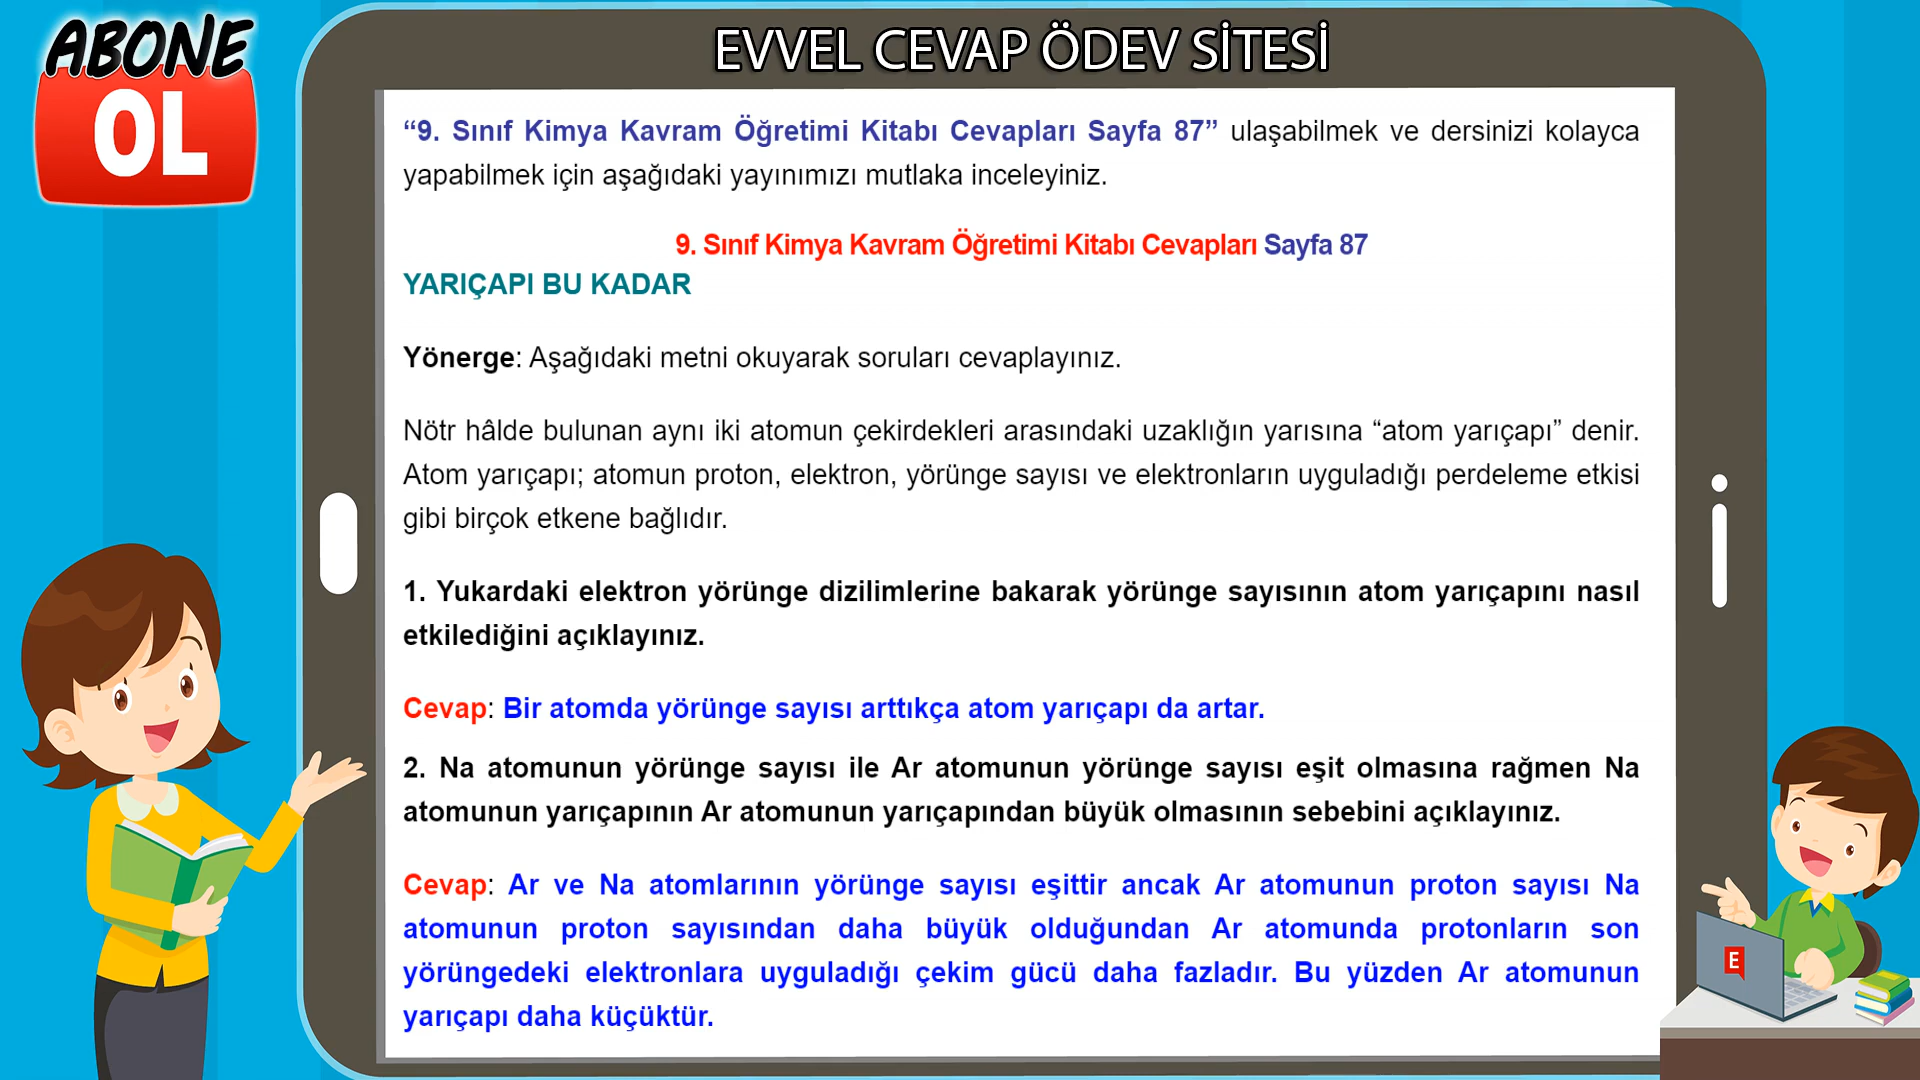 ABONE
OL
EVVEL CEVAP ÖDEV SİTESİ
“9. Sınıf Kimya Kavram Öğretimi Kitabı Cevapları Sayfa 87” ulaşabilmek ve dersinizi kolayca
yapabilmek için aşağıdaki yayınımızı mutlaka inceleyiniz.
9. Sınıf Kimya Kavram Öğretimi Kitabı Cevapları Sayfa 87
YARIÇAPI BU KADAR
Yönerge: Aşağıdaki metni okuyarak soruları cevaplayınız.
Nötr hâlde bulunan aynı iki atomun çekirdekleri arasındaki uzaklığın yarısına “atom yarıçapı” denir.
Atom yarıçapı; atomun proton, elektron, yörünge sayısı ve elektronların uyguladığı perdeleme etkisi
gibi birçok etkene bağlıdır.
1. Yukardaki elektron yörünge dizilimlerine bakarak yörünge sayısının atom yarıçapını nasıl
etkilediğini açıklayınız.
Cevap: Bir atomda yörünge sayısı arttıkça atom yarıçapı da artar.
2. Na atomunun yörünge sayısı ile Ar atomunun yörünge sayısı eşit olmasına rağmen Na
atomunun yarıçapının Ar atomunun yarıçapından büyük olmasının sebebini açıklayınız.
Cevap: Ar ve Na atomlarının yörünge sayısı eşittir ancak Ar atomunun proton sayısı Na
atomunun proton sayısından daha büyük olduğundan Ar atomunda protonların son
yörüngedeki elektronlara uyguladığı çekim gücü daha fazladır. Bu yüzden Ar atomunun
yarıçapı daha küçüktür.
E